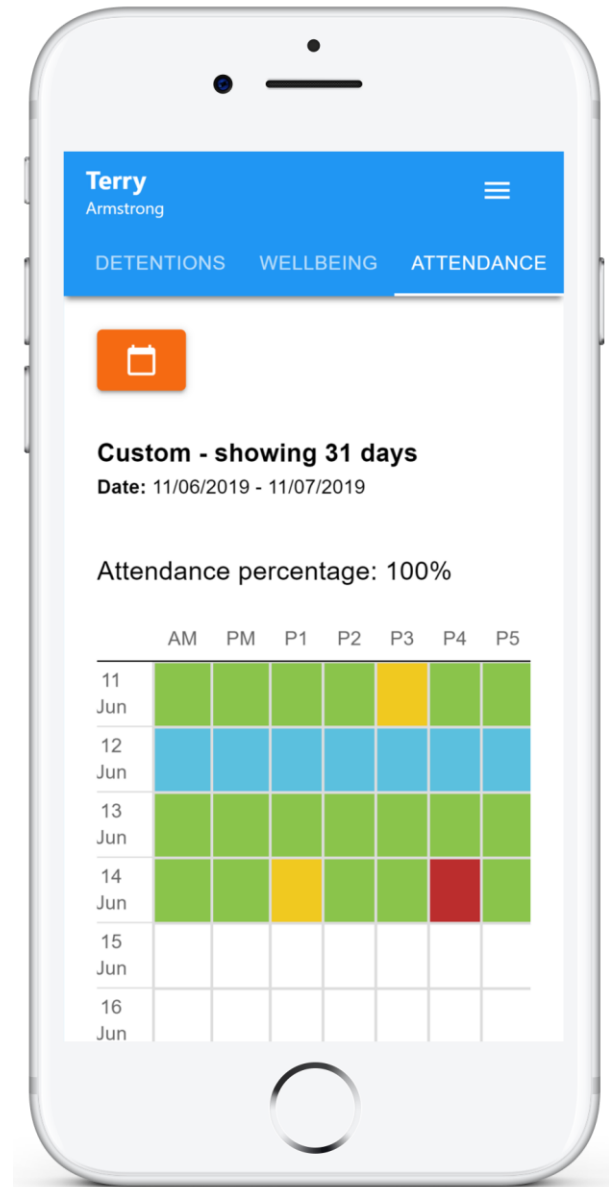 Terry
Armstrong
DETENTIONS WELLBEING ATTENDANCE
Custom - showing 31 days
Date: 11/06/2019 - 11/07/2019
Attendance percentage: 100%
AM PM P1 P2 P3 P4 P5
11
Jun
12
Jun
13
Jun
14
Jun
15
Jun
16
Jun